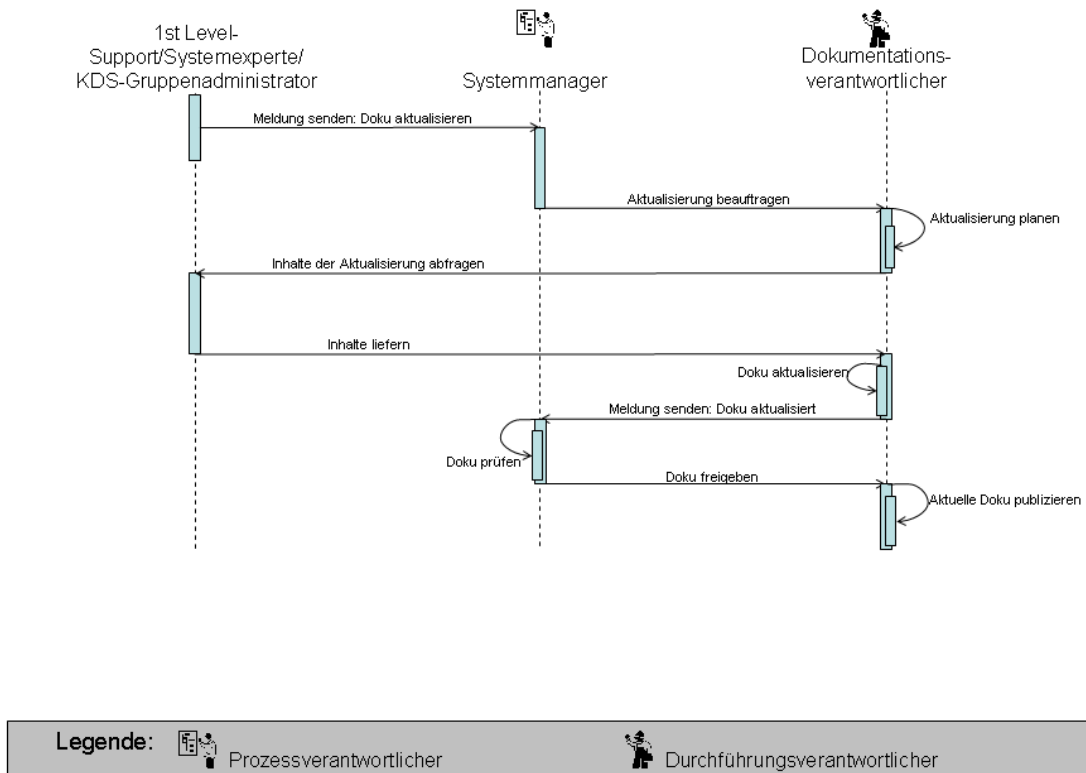 1st Level-
Support/Systemexperte/
KDS-Gruppenadministrator
Systemmanager
Dokumentations-
verantwortlicher
Meldung senden: Doku aktualisieren
Aktualisierung beauftragen
Aktualisierung planen
Inhalte der Aktualisierung abfragen
Inhalte liefern
Doku aktualisieren
Meldung senden: Doku aktualisiert
Doku prüfen
Doku freigeben
Aktuelle Doku publizieren
Legende:
Prozessverantwortlicher
Durchführungsverantwortlicher